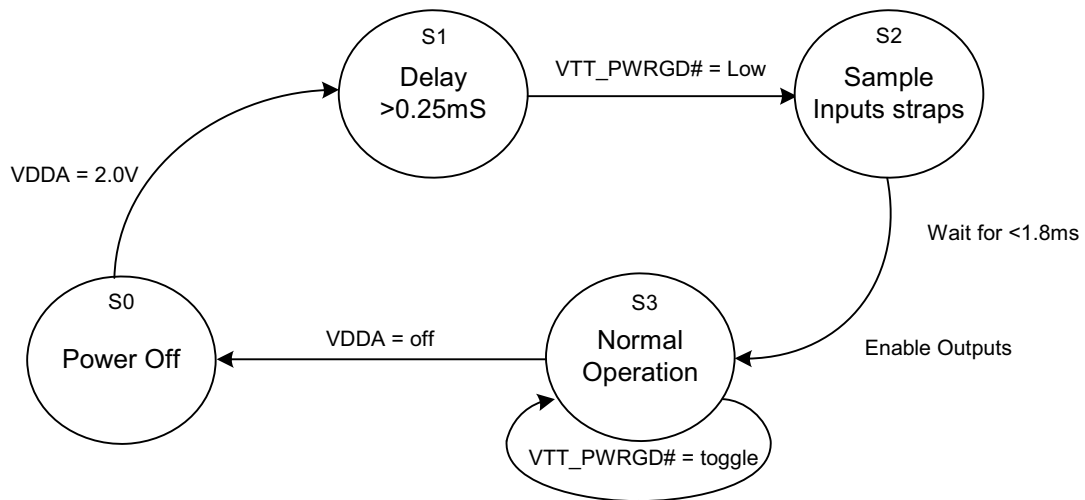 S1
Delay
>0.25mS
VTT_PWRGD# = Low
S2
Sample
Inputs straps
VDDA = 2.0V
Wait for <1.8ms
S0
Power Off
VDDA = off
S3
Normal
Operation
Enable Outputs
VTT_PWRGD# = toggle